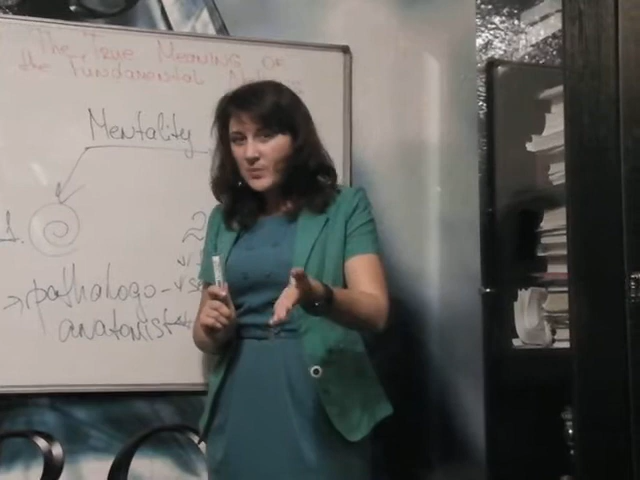 The True Meaning OF
the Fundamental
Mentality
1.
2
pathologo-
anatomist